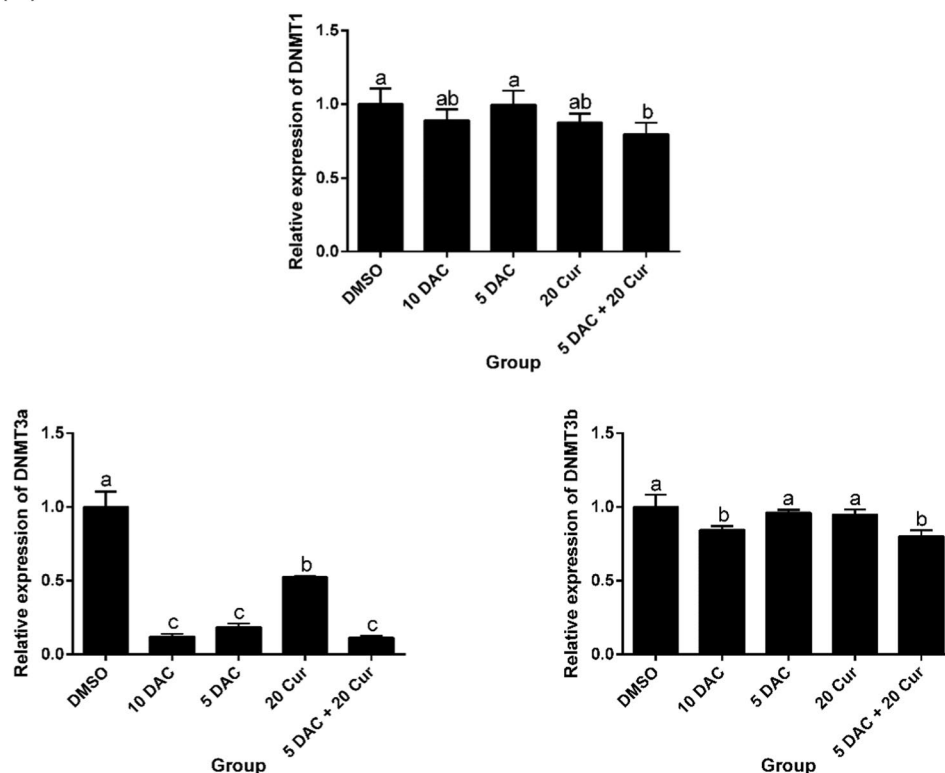 Relative expression of DNMT1
1.5
1.0
0.5
0.0
a
ab
a
ab
b
DMSO
10 DAC
5 DAC
20 Cur
5 DAC + 20 Cur
Group
Relative expression of DNMT3a
1.5
1.0
0.5
0.0
a
c
c
b
c
DMSO
10 DAC
5 DAC
20 Cur
5 DAC + 20 Cur
Group
Relative expression of DNMT3b
1.5
1.0
0.5
0.0
a
b
a
a
b
DMSO
10 DAC
5 DAC
20 Cur
5 DAC + 20 Cur
Group